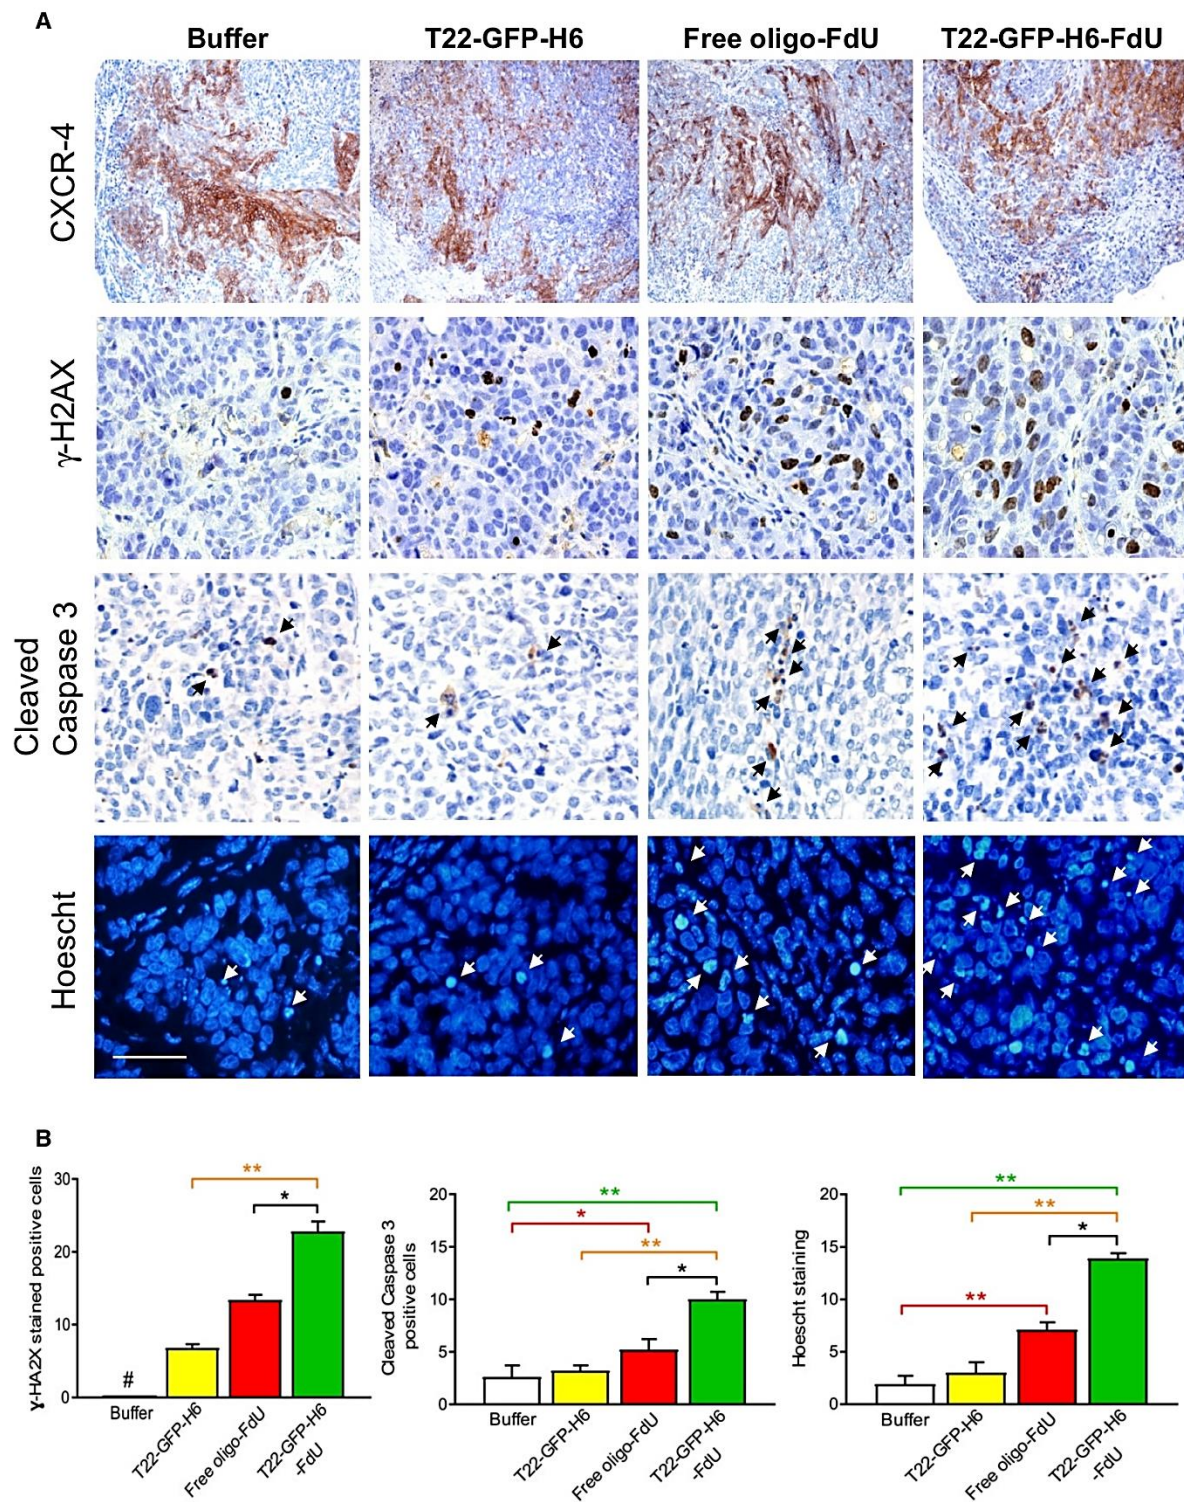 A
Buffer
T22-GFP-H6
Free oligo-FdU
T22-GFP-H6-FdU
CXCR-4
γ-H2AX
Cleaved
Caspase 3
Hoescht
B
γ-HA2X stained positive cells
30
20
10
0
#
**
*
Buffer
T22-GFP-H6
Free oligo-FdU
T22-GFP-H6
-FdU
Cleaved Caspase 3
positive cells
20
15
10
5
0
**
*
**
*
Buffer
T22-GFP-H6
Free oligo-FdU
T22-GFP-H6
-FdU
Hoescht staining
20
15
10
5
0
**
**
*
**
Buffer
T22-GFP-H6
Free oligo-FdU
T22-GFP-H6
-FdU